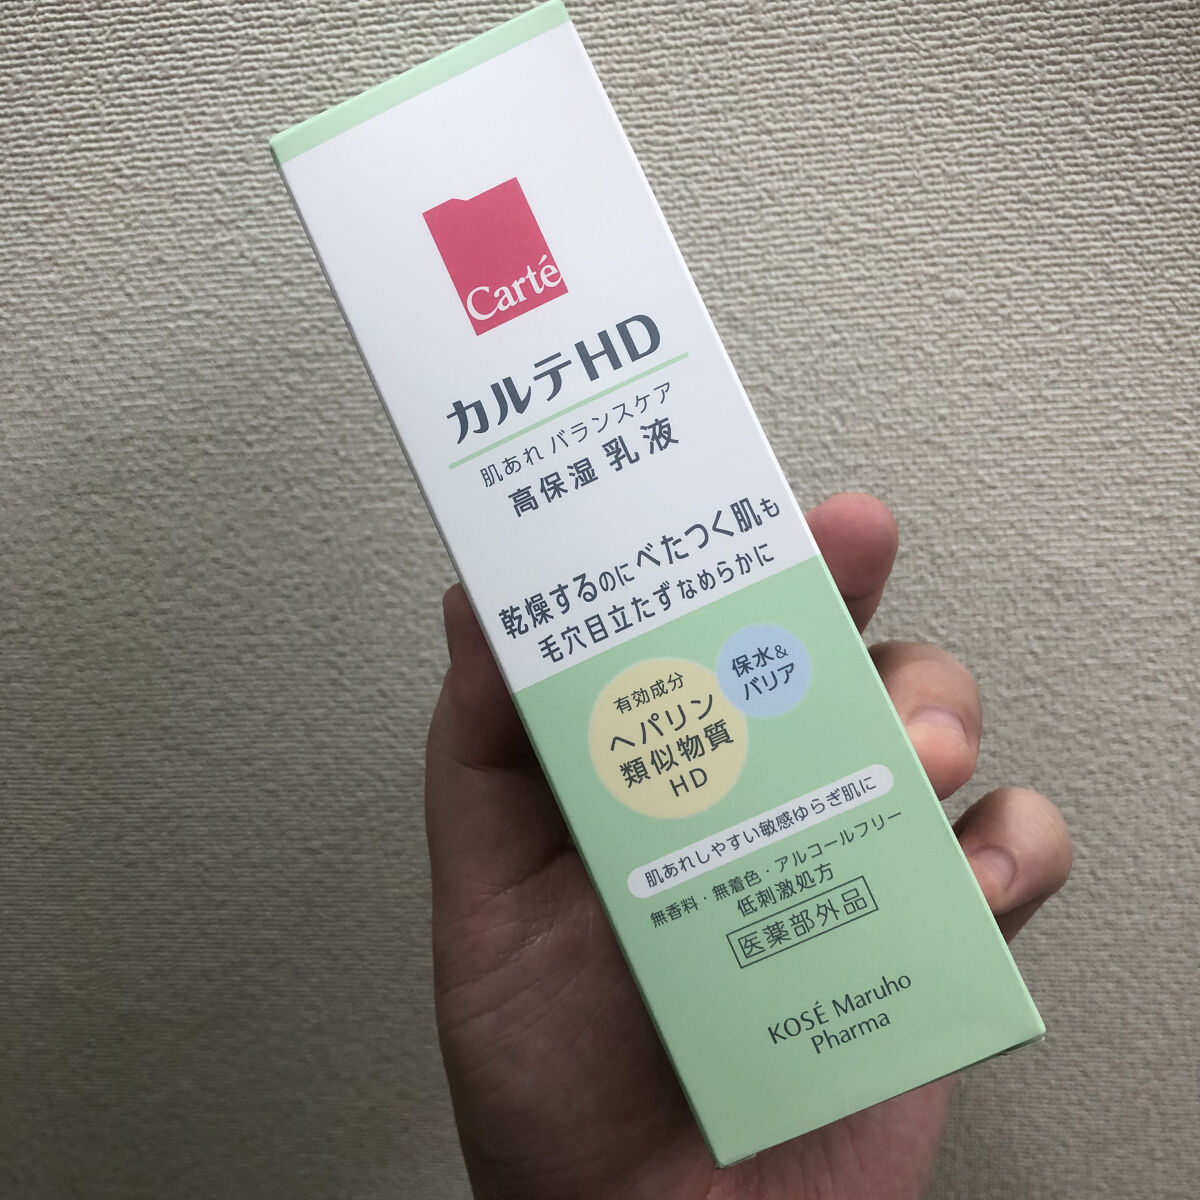 Carté
カルテHD
肌あれ バランスケア
高保湿 乳液
乾燥するのにべたつく肌も
毛穴目立たずなめらかに
有効成分
ヘパリン
類似物質
HD
保水&
バリア
肌あれしやすい敏感ゆらぎ肌に
無香料・無着色・アルコールフリー
低刺激処方
医薬部外品
KOSÉ Maruho
Pharma